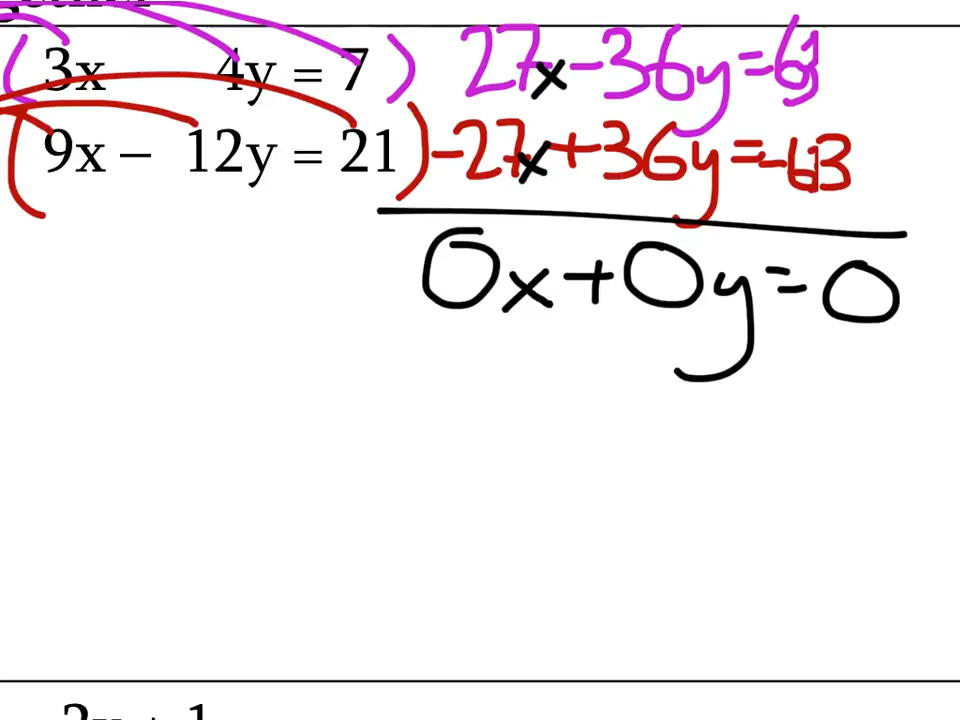 ( 3x 4y = 7 ) 27x - 36y = 63
( 9x – 12y = 21 ) -27x + 36y = -63
0x + 0y = 0